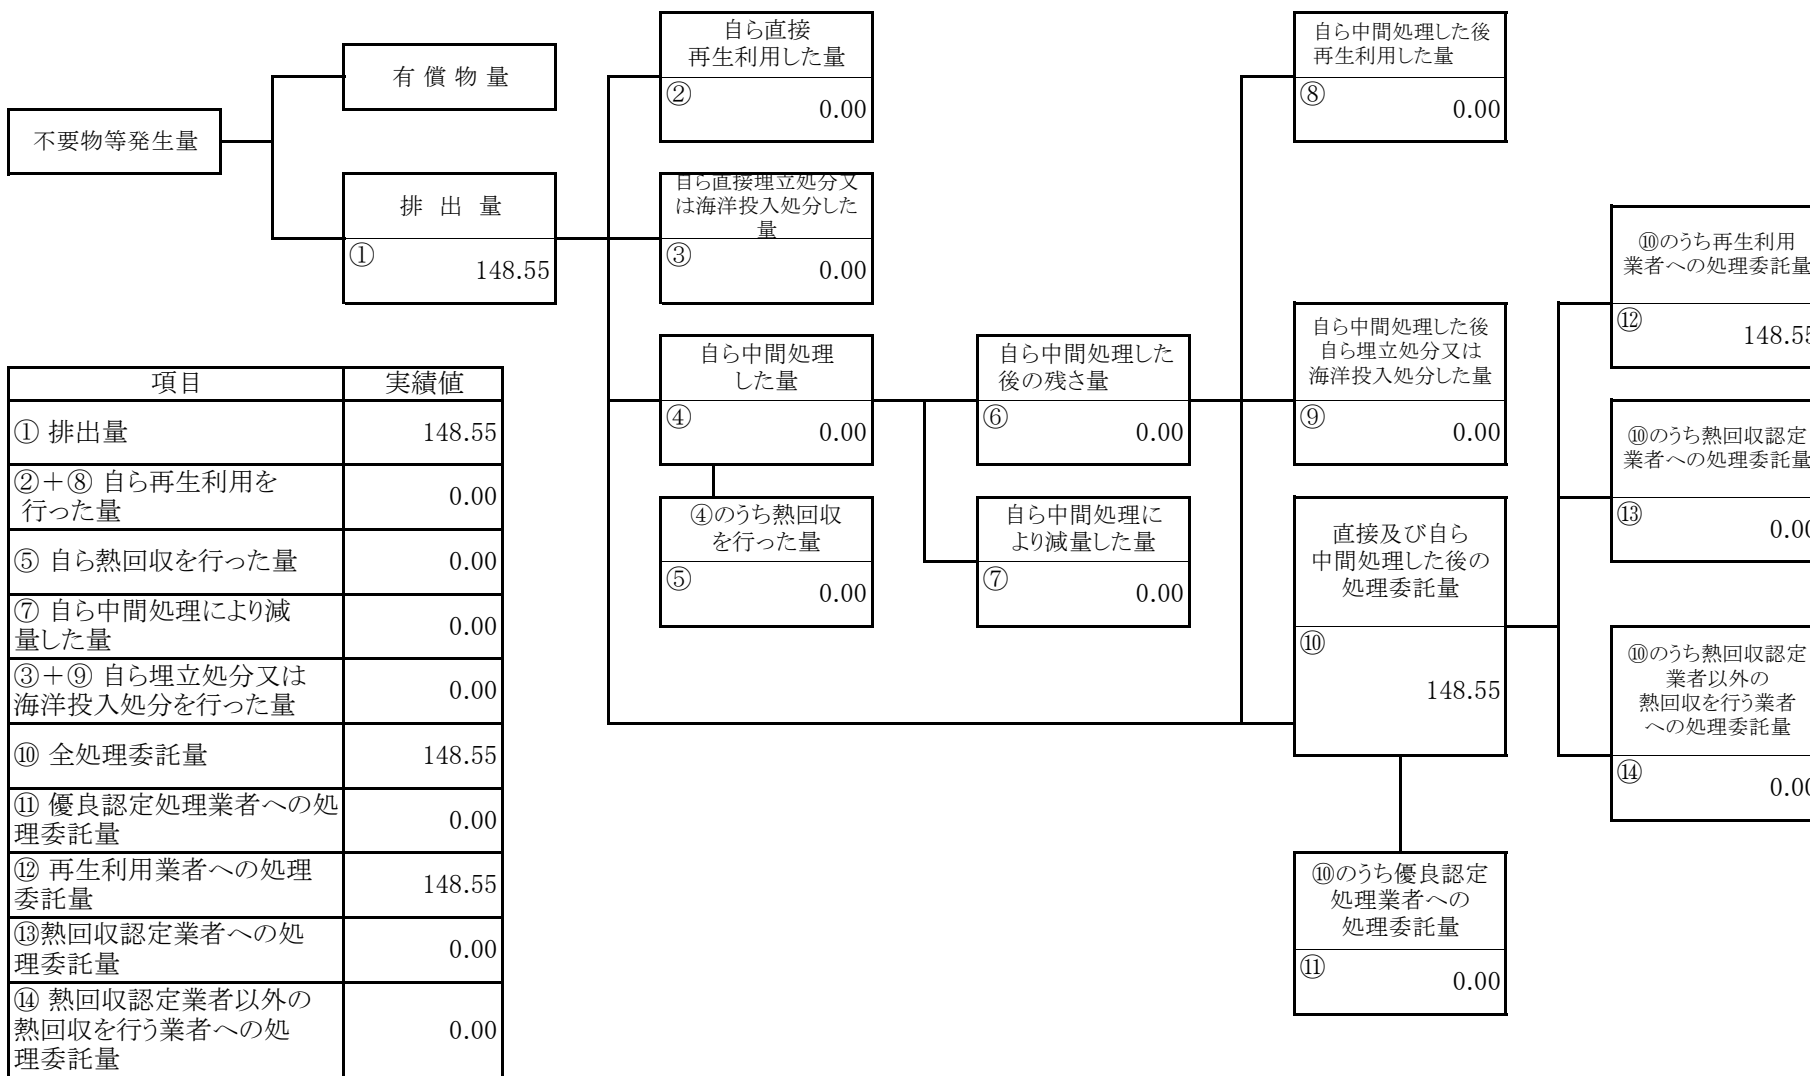 自ら直接
再生利用した量
②
0.00
自ら中間処理した後
再生利用した量
⑧
0.00
有 償 物 量
不要物等発生量
排 出 量
①
148.55
自ら直接埋立処分又
は海洋投入処分した
量
③
0.00
⑩のうち再生利用
業者への処理委託量
⑫
148.55
自ら中間処理
した量
④
0.00
自ら中間処理した
後の残さ量
⑥
0.00
自ら中間処理した後
自ら埋立処分又は
海洋投入処分した量
⑨
0.00
⑩のうち熱回収認定
業者への処理委託量
⑬
0.00
④のうち熱回収
を行った量
⑤
0.00
自ら中間処理に
より減量した量
⑦
0.00
直接及び自ら
中間処理した後の
処理委託量
⑩
148.55
⑩のうち熱回収認定
業者以外の
熱回収を行う業者
への処理委託量
⑭
0.00
⑩のうち優良認定
処理業者への
処理委託量
⑪
0.00
項目 実績値
① 排出量 148.55
②+⑧ 自ら再生利用を
行った量 0.00
⑤ 自ら熱回収を行った量 0.00
⑦ 自ら中間処理により減
量した量 0.00
③+⑨ 自ら埋立処分又は
海洋投入処分を行った量 0.00
⑩ 全処理委託量 148.55
⑪ 優良認定処理業者への処
理委託量 0.00
⑫ 再生利用業者への処理
委託量 148.55
⑬熱回収認定業者への処
理委託量 0.00
⑭ 熱回収認定業者以外の
熱回収を行う業者への処
理委託量 0.00